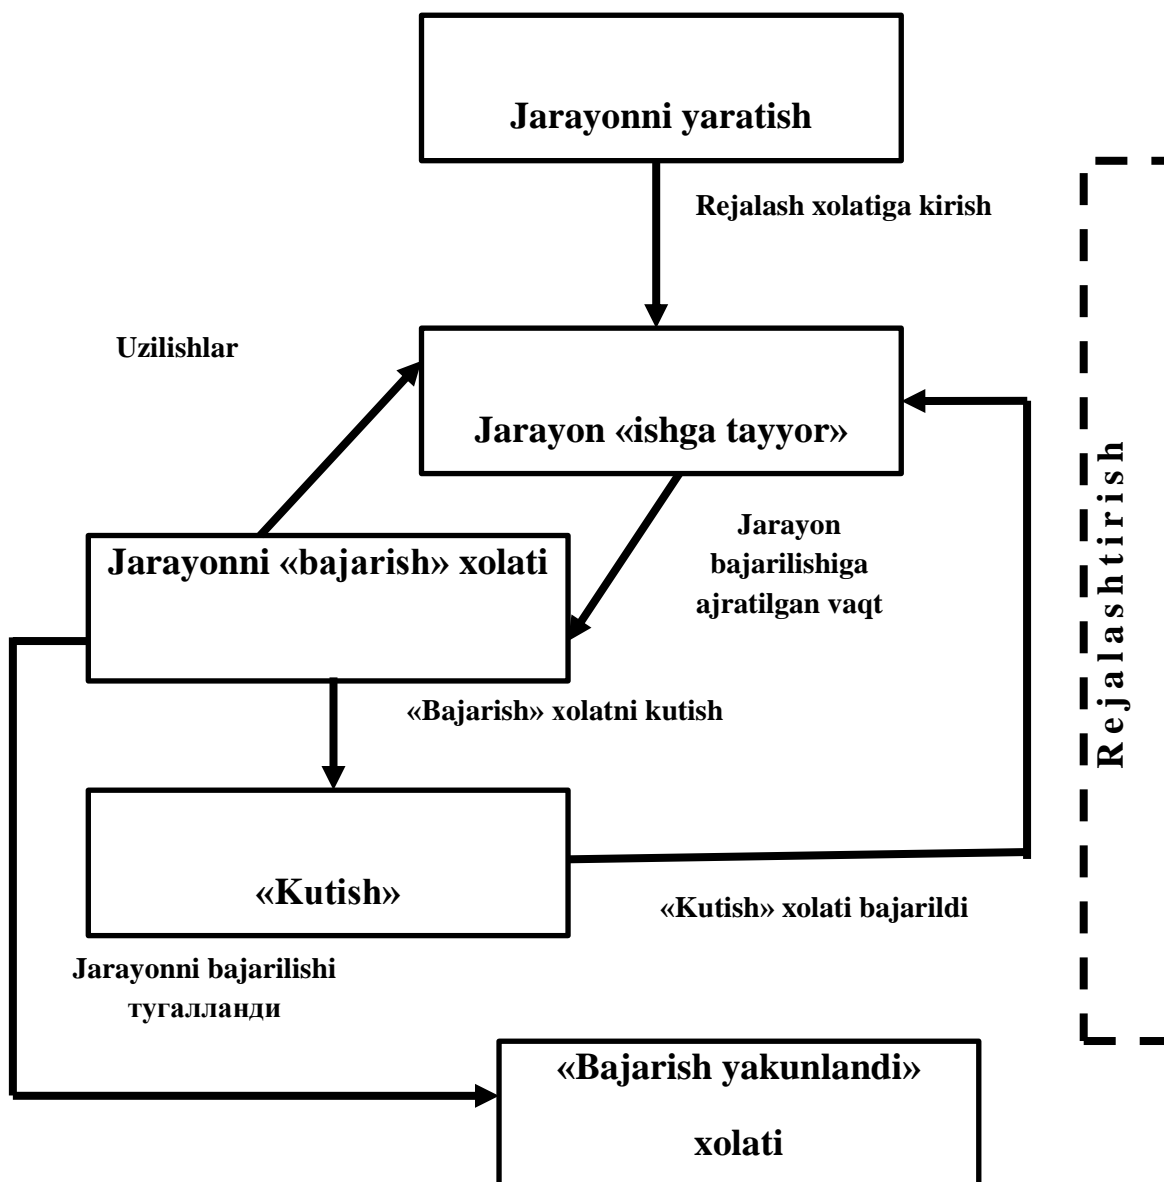 Jarayonni yaratish
Rejalash xolatiga kirish
Uzilishlar
Jarayon «ishga tayyor»
Jarayon
bajarilishiga
ajratilgan vaqt
Jarayonni «bajarish» xolati
«Bajarish» xolatni kutish
«Kutish»
«Kutish» xolati bajarildi
Jarayonni bajarilishi
тугалланди
«Bajarish yakunlandi»
xolati
Rejalashtirish